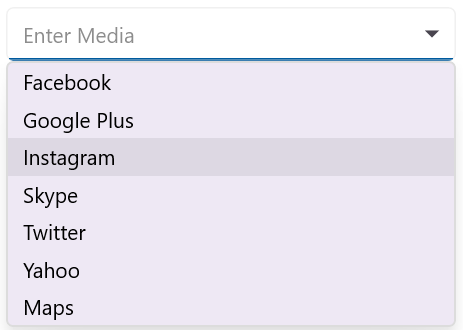 Enter Media
Facebook
Google Plus
Instagram
Skype
Twitter
Yahoo
Maps